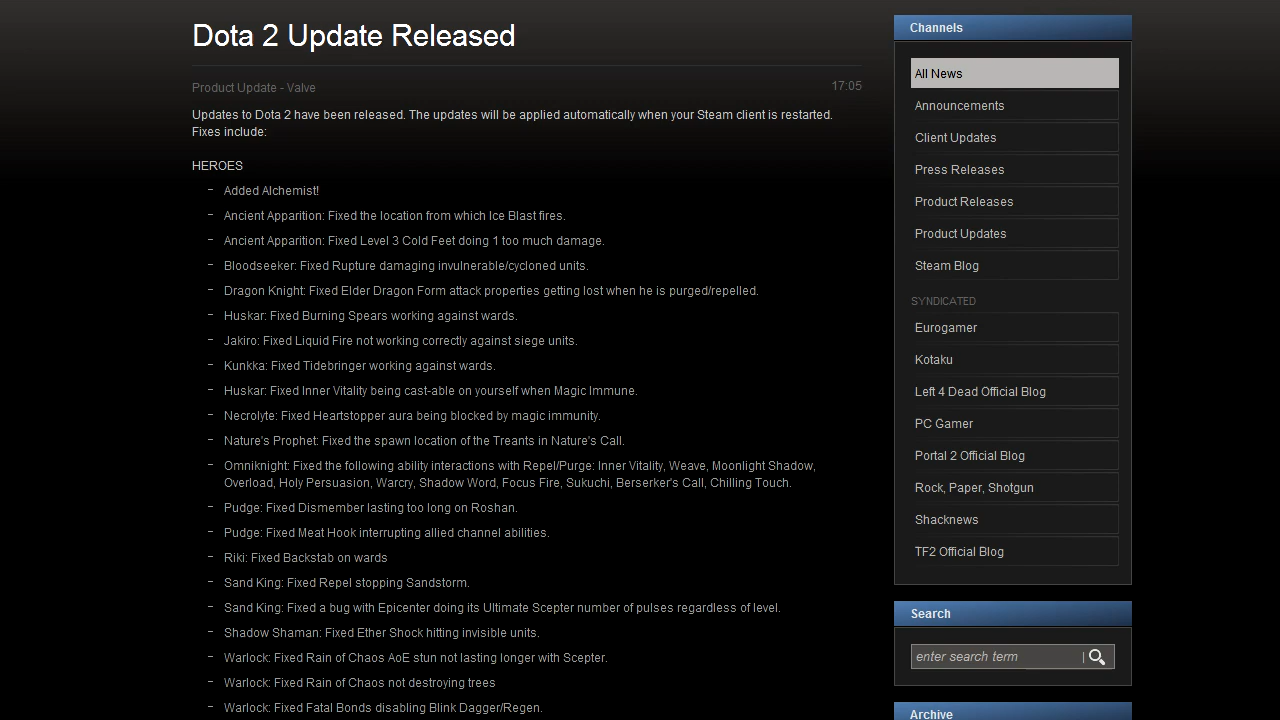 Dota 2 Update Released
Product Update - Valve
17:05
Updates to Dota 2 have been released. The updates will be applied automatically when your Steam client is restarted.
Fixes include:
HEROES
- Added Alchemist!
- Ancient Apparition: Fixed the location from which Ice Blast fires.
- Ancient Apparition: Fixed Level 3 Cold Feet doing 1 too much damage.
- Bloodseeker: Fixed Rupture damaging invulnerable/cycloned units.
- Dragon Knight: Fixed Elder Dragon Form attack properties getting lost when he is purged/repelled.
- Huskar: Fixed Burning Spears working against wards.
- Jakiro: Fixed Liquid Fire not working correctly against siege units.
- Kunkka: Fixed Tidebringer working against wards.
- Huskar: Fixed Inner Vitality being cast-able on yourself when Magic Immune.
- Necrolyte: Fixed Heartstopper aura being blocked by magic immunity.
- Nature's Prophet: Fixed the spawn location of the Treants in Nature's Call.
- Omniknight: Fixed the following ability interactions with Repel/Purge: Inner Vitality, Weave, Moonlight Shadow,
Overload, Holy Persuasion, Warcry, Shadow Word, Focus Fire, Sukuchi, Berserker's Call, Chilling Touch.
- Pudge: Fixed Dismember lasting too long on Roshan.
- Pudge: Fixed Meat Hook interrupting allied channel abilities.
- Riki: Fixed Backstab on wards
- Sand King: Fixed Repel stopping Sandstorm.
- Sand King: Fixed a bug with Epicenter doing its Ultimate Scepter number of pulses regardless of level.
- Shadow Shaman: Fixed Ether Shock hitting invisible units.
- Warlock: Fixed Rain of Chaos AoE stun not lasting longer with Scepter.
- Warlock: Fixed Rain of Chaos not destroying trees
- Warlock: Fixed Fatal Bonds disabling Blink Dagger/Regen.
Channels
All News
Announcements
Client Updates
Press Releases
Product Releases
Product Updates
Steam Blog
SYNDICATED
Eurogamer
Kotaku
Left 4 Dead Official Blog
PC Gamer
Portal 2 Official Blog
Rock, Paper, Shotgun
Shacknews
TF2 Official Blog
Search
enter search term
Archive